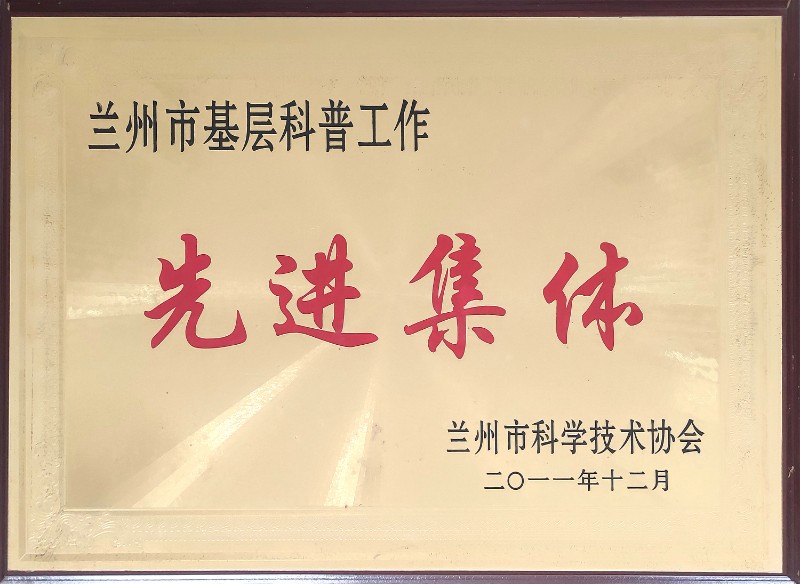 兰州市基层科普工作
先进集体
兰州市科学技术协会
二〇一一年十二月